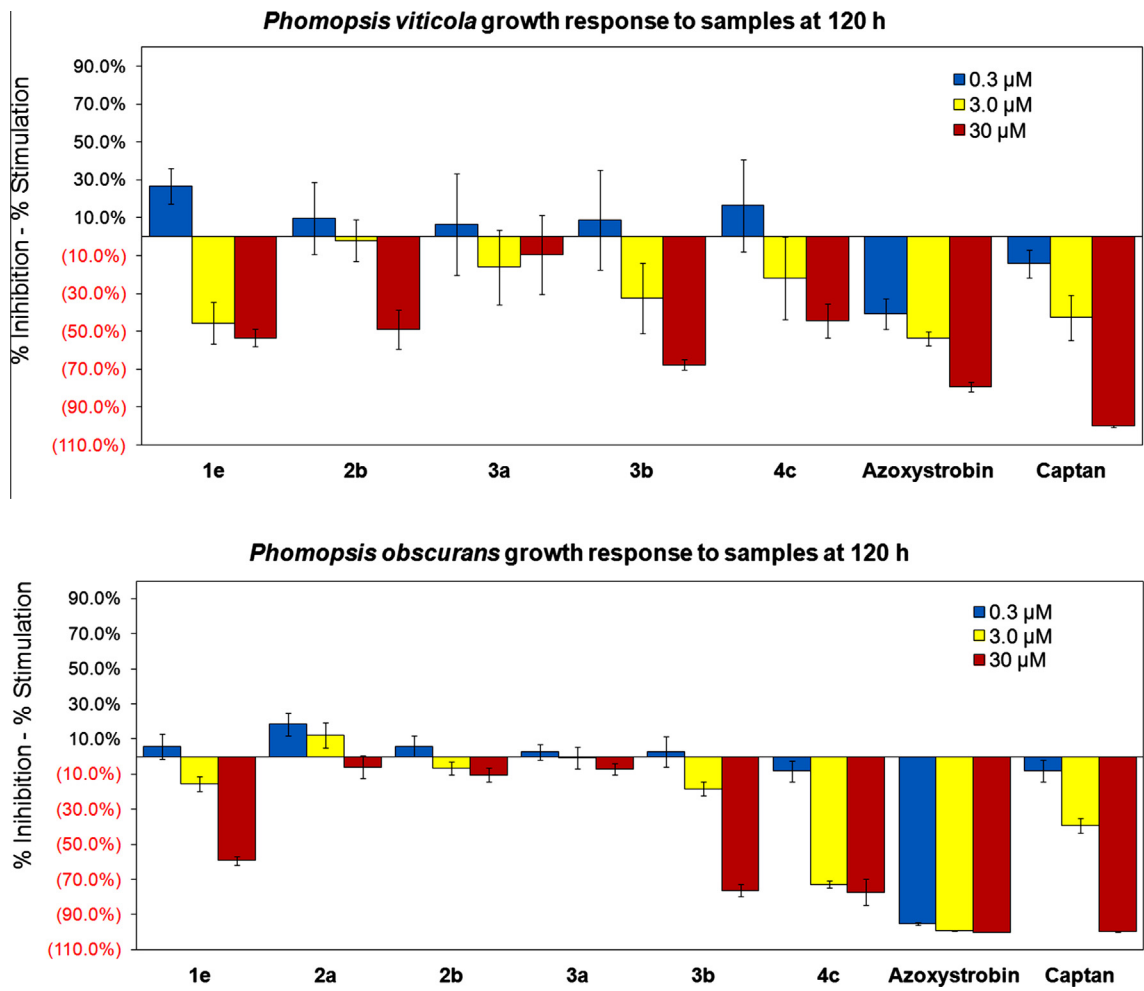 Phomopsis viticola growth response to samples at 120 h
% Inihibition - % Stimulation
90.0%
70.0%
50.0%
30.0%
10.0%
(10.0%)
(30.0%)
(50.0%)
(70.0%)
(90.0%)
(110.0%)
0.3 µM
3.0 µM
30 µM
1e 2b 3a 3b 4c Azoxystrobin Captan
Phomopsis obscurans growth response to samples at 120 h
% Inihibition - % Stimulation
90.0%
70.0%
50.0%
30.0%
10.0%
(10.0%)
(30.0%)
(50.0%)
(70.0%)
(90.0%)
(110.0%)
0.3 µM
3.0 µM
30 µM
1e 2a 2b 3a 3b 4c Azoxystrobin Captan